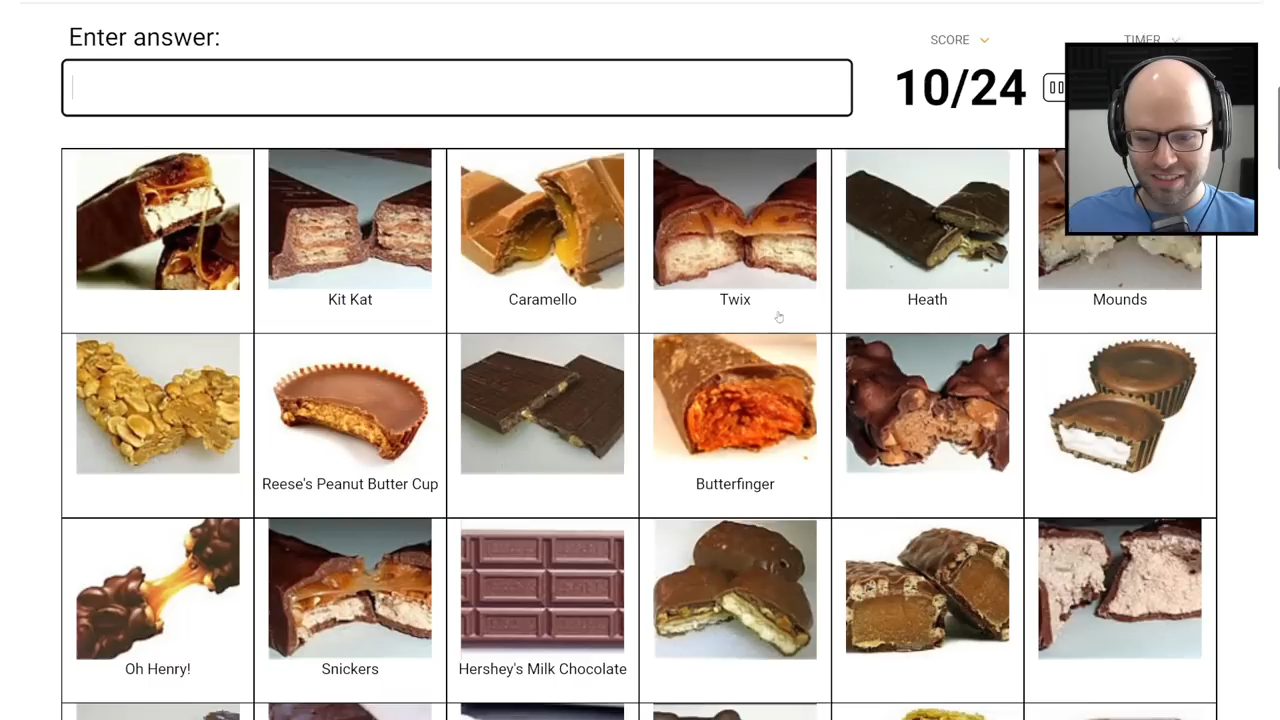 Enter answer:
SCORE
TIMER
10/24
Kit Kat
Caramello
Twix
Heath
Mounds
Reese's Peanut Butter Cup
Butterfinger
Oh Henry!
Snickers
Hershey's Milk Chocolate